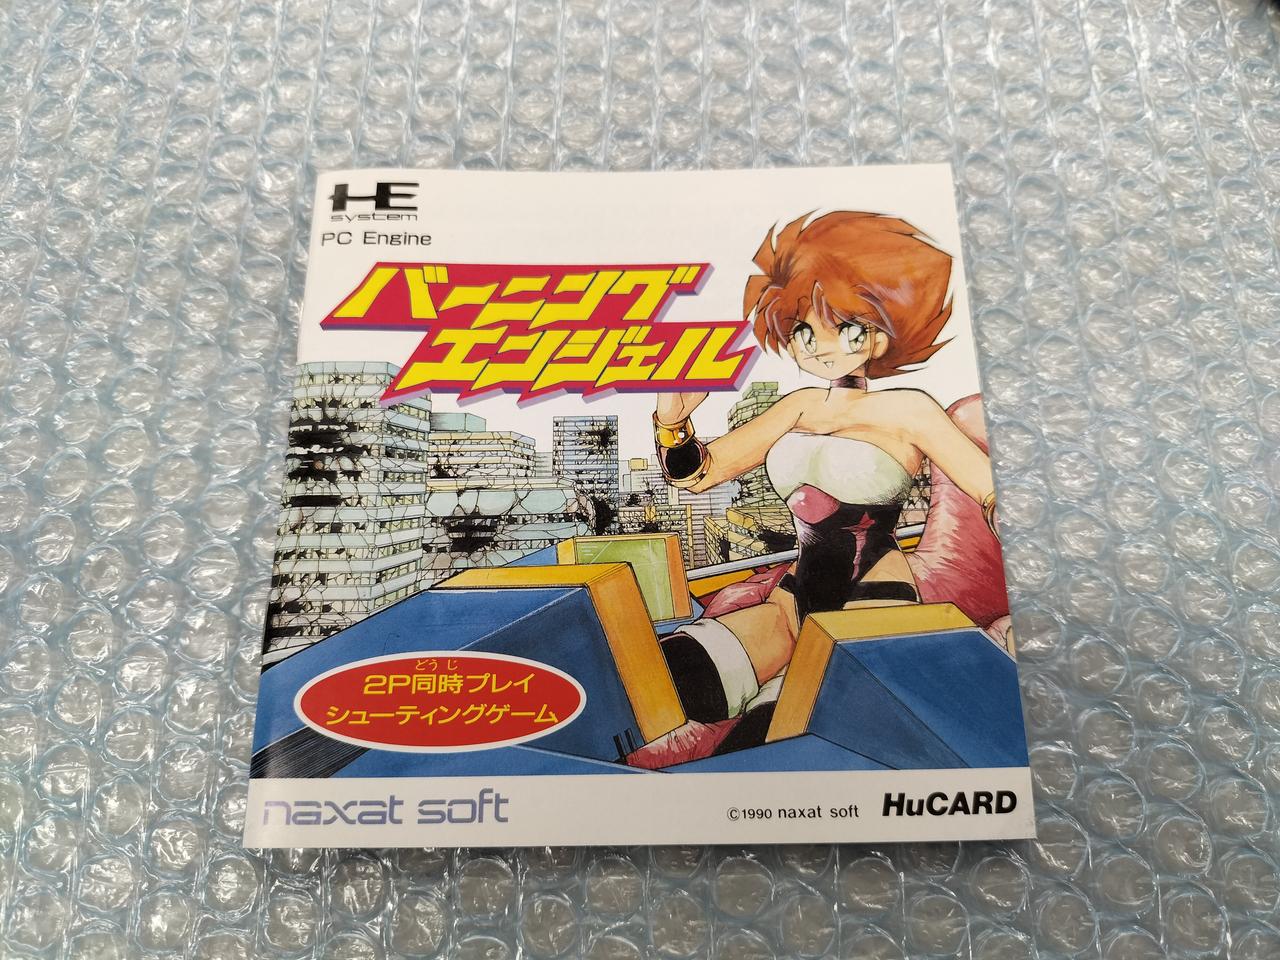 HE
system
PC Engine
バーニング
エンジェル
どうじ
2P同時プレイ
シューティングゲーム
naxat soft
©1990 naxat soft
HuCARD